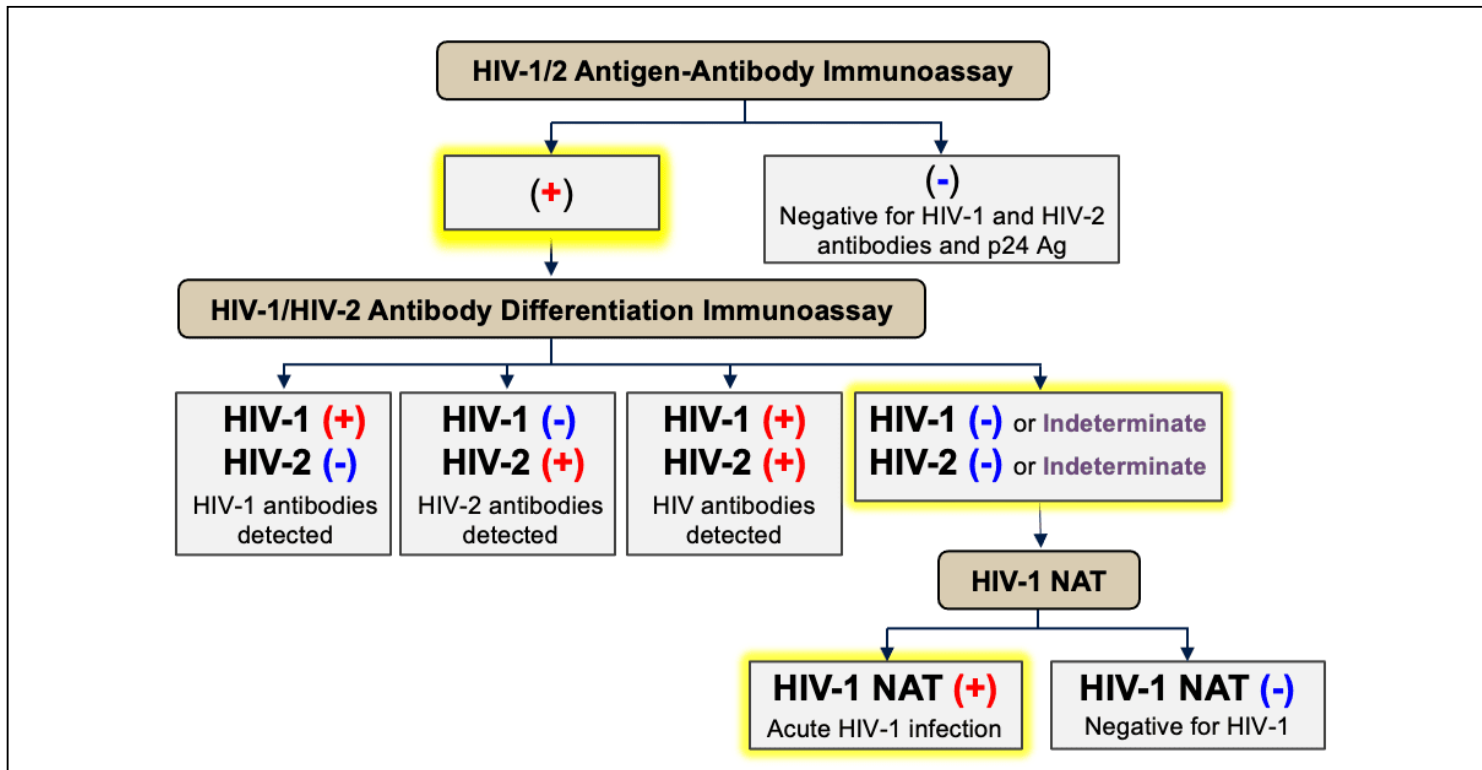 HIV-1/2 Antigen-Antibody Immunoassay
(+)
(-)
Negative for HIV-1 and HIV-2
antibodies and p24 Ag
HIV-1/HIV-2 Antibody Differentiation Immunoassay
HIV-1 (+)
HIV-2 (-)
HIV-1 antibodies
detected
HIV-1 (-)
HIV-2 (+)
HIV-2 antibodies
detected
HIV-1 (+)
HIV-2 (+)
HIV antibodies
detected
HIV-1 (-) or Indeterminate
HIV-2 (-) or Indeterminate
HIV-1 NAT
HIV-1 NAT (+)
Acute HIV-1 infection
HIV-1 NAT (-)
Negative for HIV-1